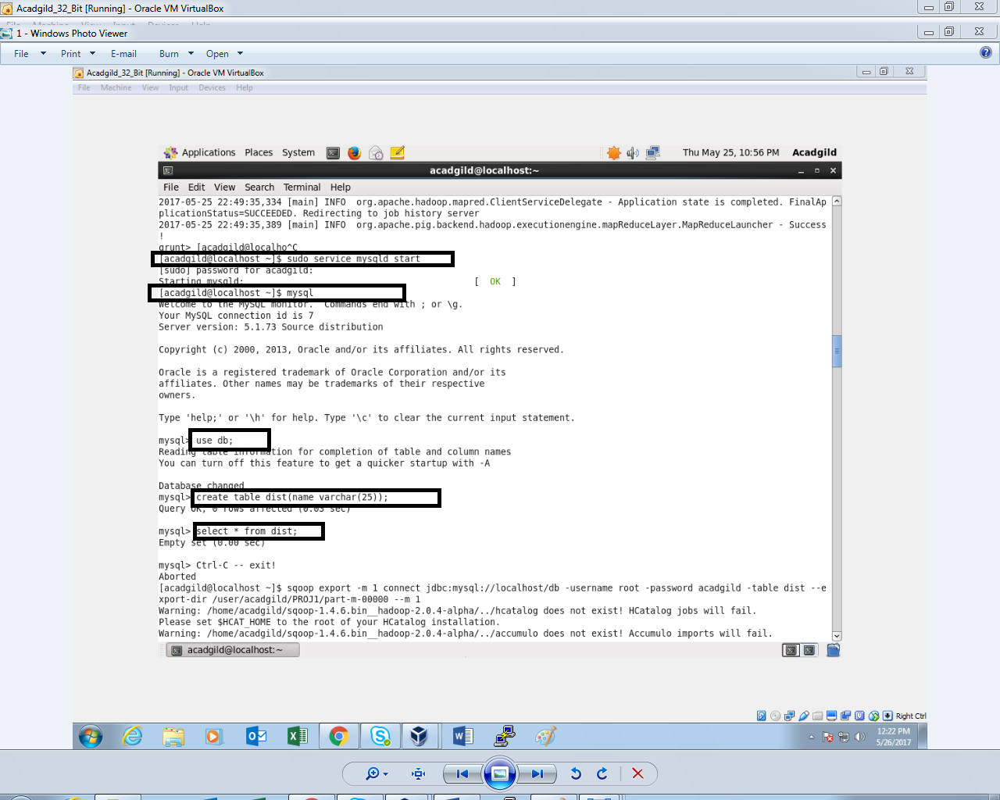 Acadgild_32_Bit [Running] - Oracle VM VirtualBox
1 - Windows Photo Viewer
File Print E-mail Burn Open
Acadgild_32_Bit [Running] - Oracle VM VirtualBox
File Machine View Input Devices Help
Applications Places System Thu May 25, 10:56 PM Acadgild
acadgild@localhost:~
File Edit View Search Terminal Help
2017-05-25 22:49:35,334 [main] INFO  org.apache.hadoop.mapred.ClientServiceDelegate - Application state is completed. FinalAp
plicationStatus=SUCCEEDED. Redirecting to job history server
2017-05-25 22:49:35,389 [main] INFO  org.apache.pig.backend.hadoop.executionengine.mapReduceLayer.MapReduceLauncher - Success
!
grunt> [acadgild@localho^C
[acadgild@localhost ~]$ sudo service mysqld start
[sudo] password for acadgild:
Starting mysqld: [  OK  ]
[acadgild@localhost ~]$ mysql
Welcome to the MySQL monitor.  Commands end with ; or \g.
Your MySQL connection id is 7
Server version: 5.1.73 Source distribution
Copyright (c) 2000, 2013, Oracle and/or its affiliates. All rights reserved.
Oracle is a registered trademark of Oracle Corporation and/or its
affiliates. Other names may be trademarks of their respective
owners.
Type 'help;' or '\h' for help. Type '\c' to clear the current input statement.
mysql> use db;
Reading table information for completion of table and column names
You can turn off this feature to get a quicker startup with -A
Database changed
mysql> create table dist(name varchar(25));
Query OK, 0 rows affected (0.03 sec)
mysql> select * from dist;
Empty set (0.00 sec)
mysql> Ctrl-C -- exit!
Aborted
[acadgild@localhost ~]$ sqoop export -m 1 connect jdbc:mysql://localhost/db -username root -password acadgild -table dist --e
xport-dir /user/acadgild/PROJ1/part-m-00000 --m 1
Warning: /home/acadgild/sqoop-1.4.6.bin__hadoop-2.0.4-alpha/../hcatalog does not exist! HCatalog jobs will fail.
Please set $HCAT_HOME to the root of your HCatalog installation.
Warning: /home/acadgild/sqoop-1.4.6.bin__hadoop-2.0.4-alpha/../accumulo does not exist! Accumulo imports will fail.
acadgild@localhost:~
Right Ctrl
12:22 PM
5/26/2017